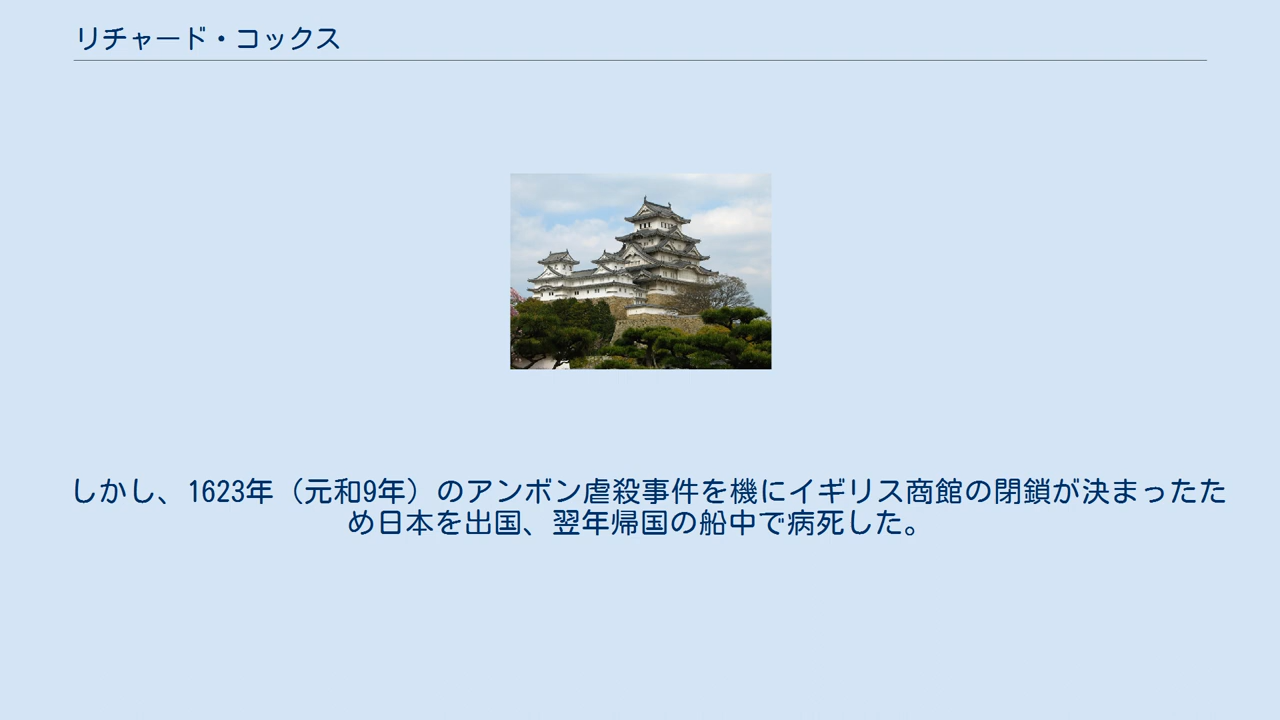 リチャード・コックス
しかし、1623年（元和9年）のアンボン虐殺事件を機にイギリス商館の閉鎖が決まったた
め日本を出国、翌年帰国の船中で病死した。